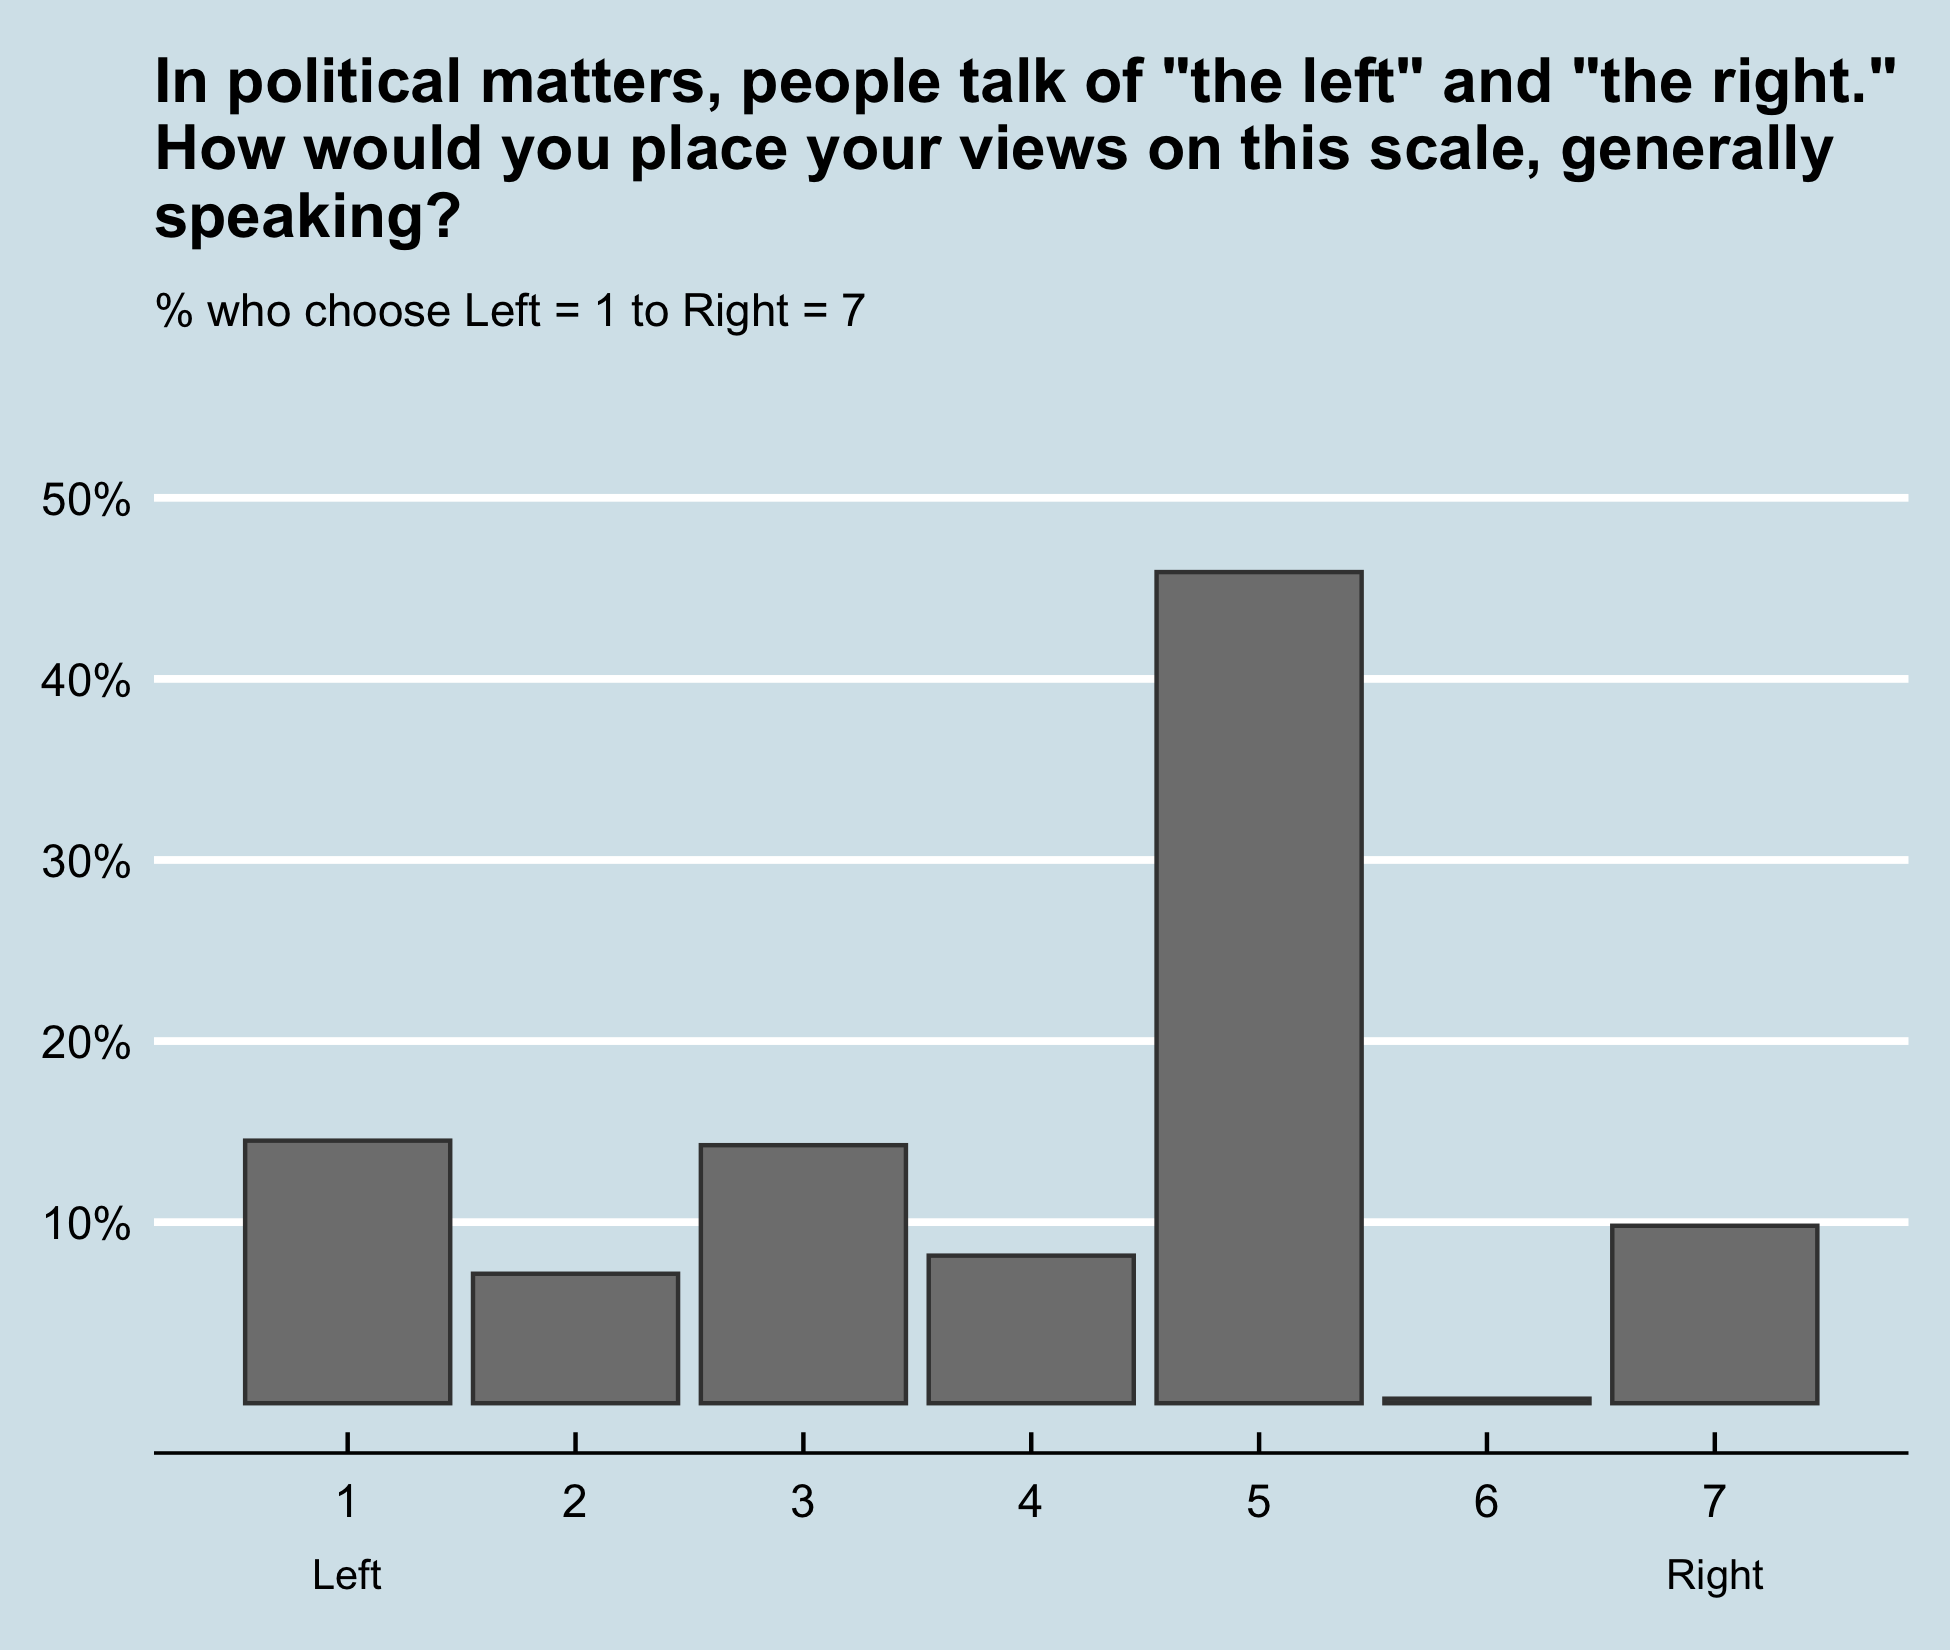 In political matters, people talk of "the left" and "the right."
How would you place your views on this scale, generally
speaking?
% who choose Left = 1 to Right = 7
50%
40%
30%
20%
10%
1 2 3 4 5 6 7
Left Right